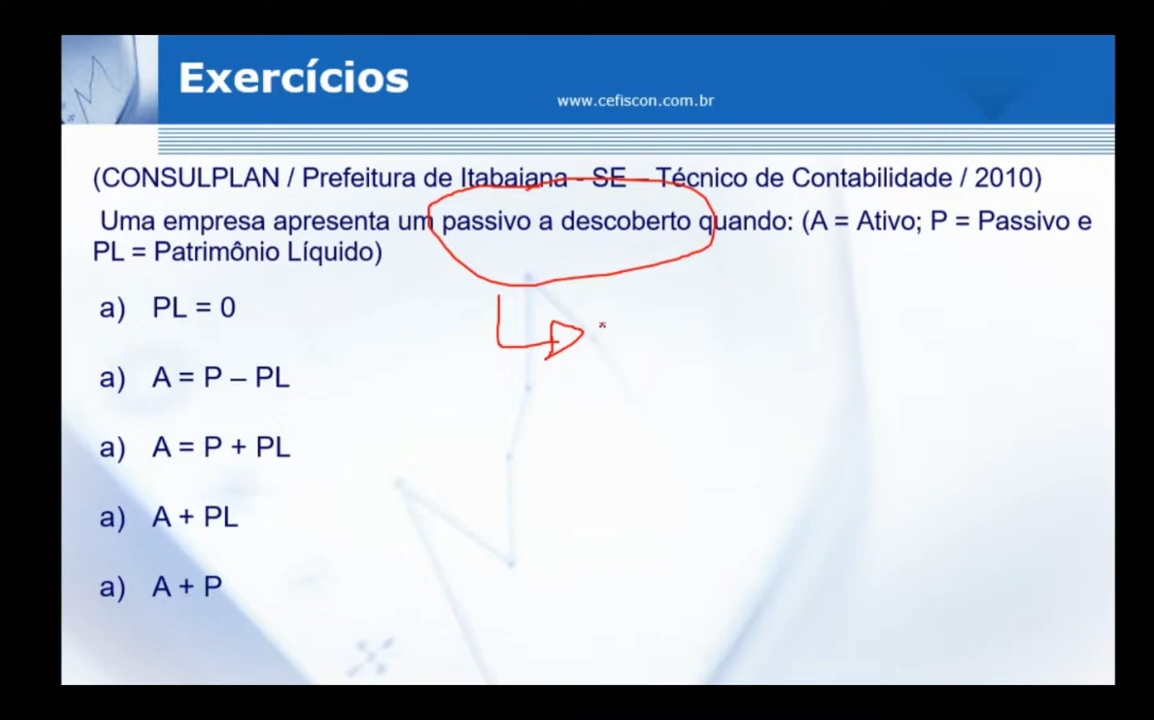 Exercícios
www.cefiscon.com.br
(CONSULPLAN / Prefeitura de Itabaiana - SE – Técnico de Contabilidade / 2010)
Uma empresa apresenta um passivo a descoberto quando: (A = Ativo; P = Passivo e
PL = Patrimônio Líquido)
a) PL = 0
a) A = P – PL
a) A = P + PL
a) A + PL
a) A + P